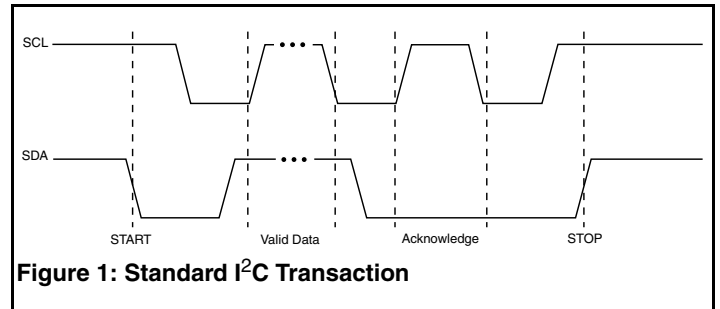 SCL
SDA
START Valid Data Acknowledge STOP
Figure 1: Standard I²C Transaction